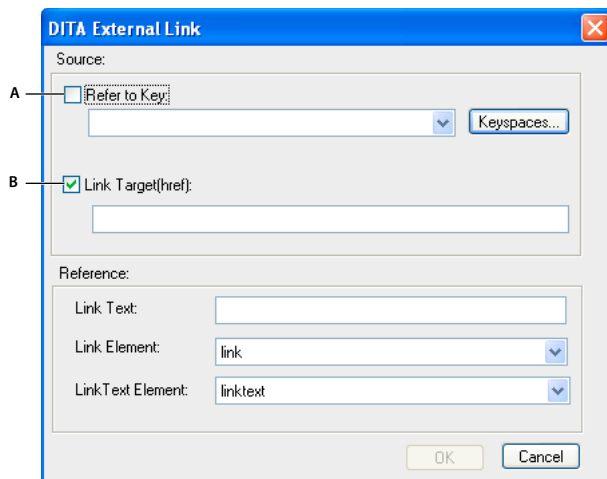 DITA External Link
Source:
A
Refer to Key:
Keyspaces...
B
Link Target(href):
Reference:
Link Text:
Link Element:
link
LinkText Element:
linktext
OK
Cancel